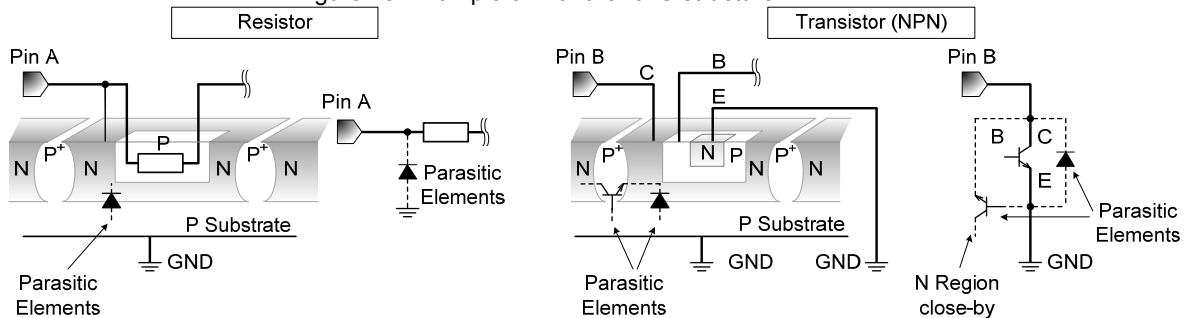 Resistor
Transistor (NPN)
Pin A
Pin A
P
N
P+
N
N
P+
N
Parasitic
Elements
P Substrate
GND
Parasitic
Elements
Pin B
C
B
E
N
P+
N
N
P
N
P+
N
P Substrate
GND
GND
Parasitic
Elements
Pin B
B
C
E
Parasitic
Elements
GND
N Region
close-by